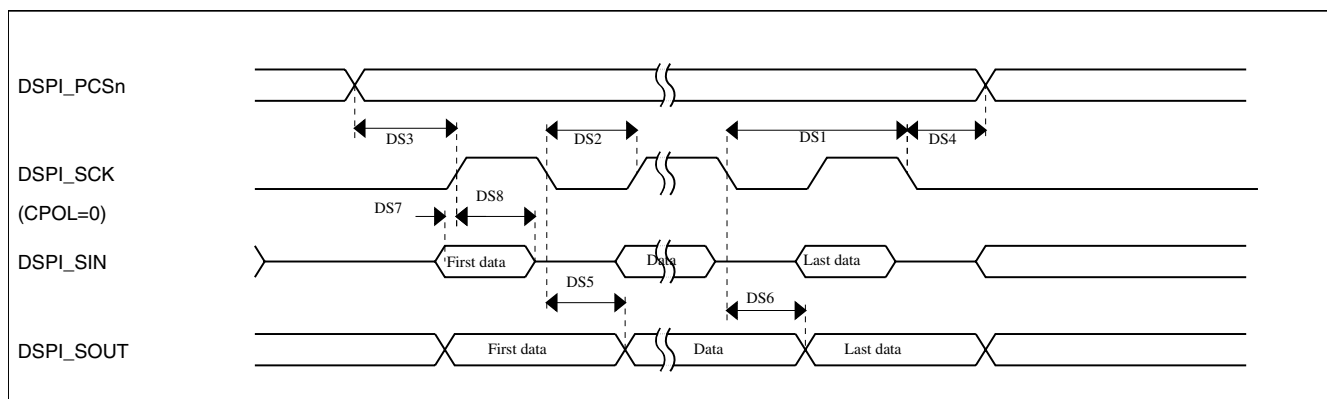 DSPI_PCSn
DS3
DS2
DS1
DS4
DSPI_SCK
(CPOL=0)
DS7
DS8
DSPI_SIN
First data
Data
Last data
DS5
DS6
DSPI_SOUT
First data
Data
Last data